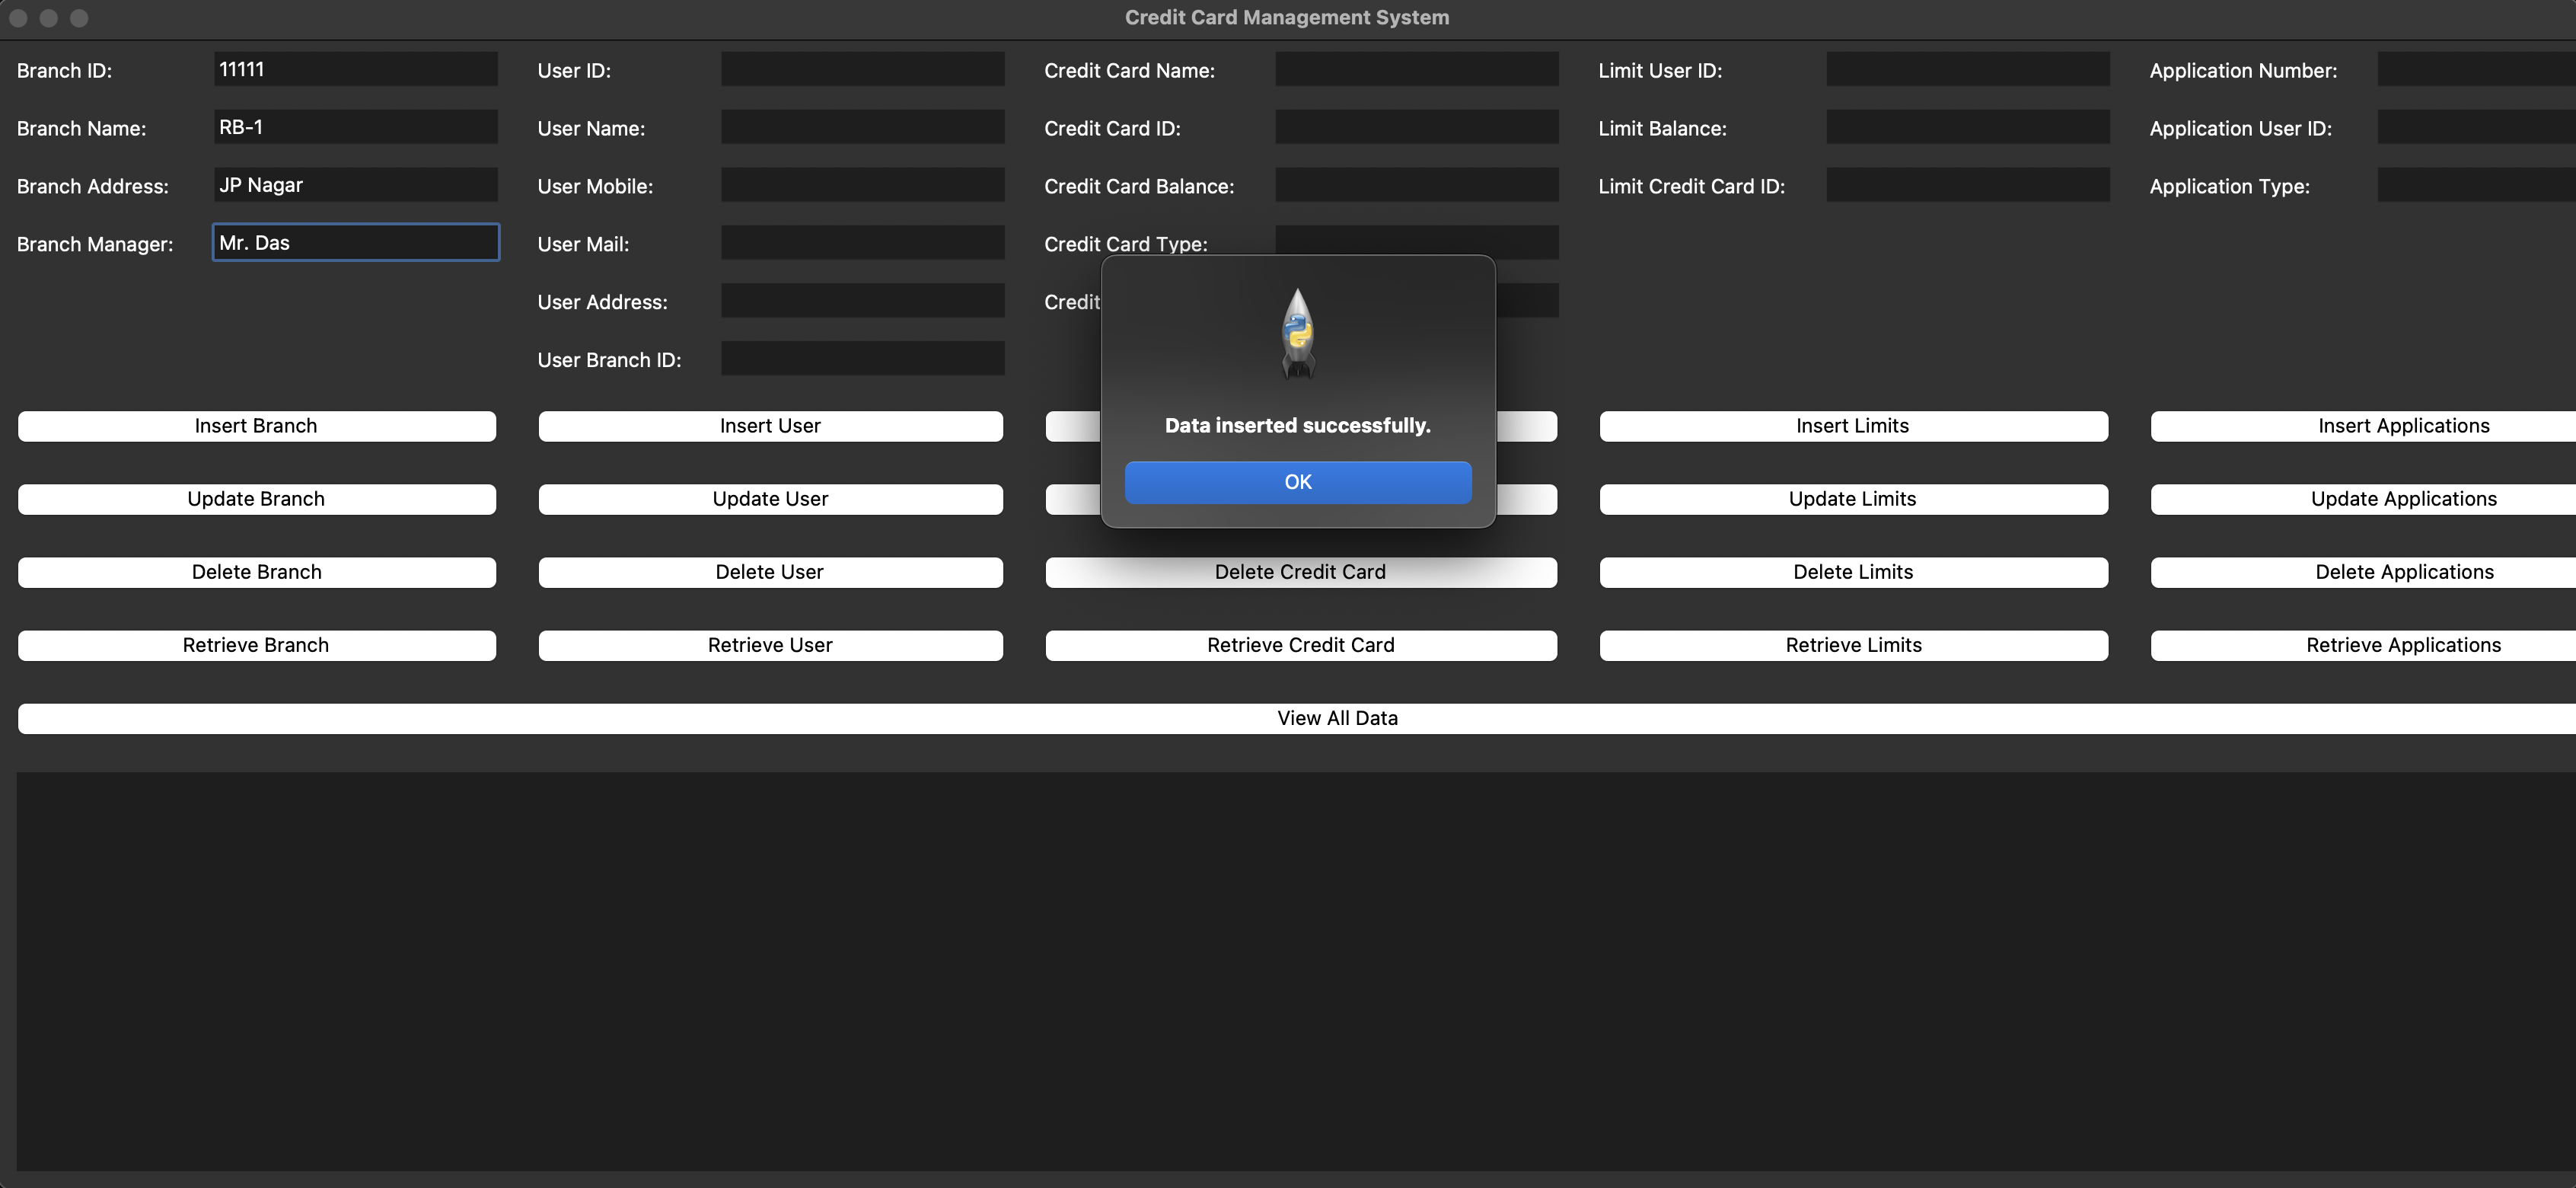 Credit Card Management System
Branch ID: 11111 User ID: Credit Card Name: Limit User ID: Application Number:
Branch Name: RB-1 User Name: Credit Card ID: Limit Balance: Application User ID:
Branch Address: JP Nagar User Mobile: Credit Card Balance: Limit Credit Card ID: Application Type:
Branch Manager: Mr. Das User Mail: Credit Card Type:
User Address: Credit
User Branch ID:
Data inserted successfully.
OK
Insert Branch Insert User Insert Limits Insert Applications
Update Branch Update User Update Limits Update Applications
Delete Branch Delete User Delete Credit Card Delete Limits Delete Applications
Retrieve Branch Retrieve User Retrieve Credit Card Retrieve Limits Retrieve Applications
View All Data